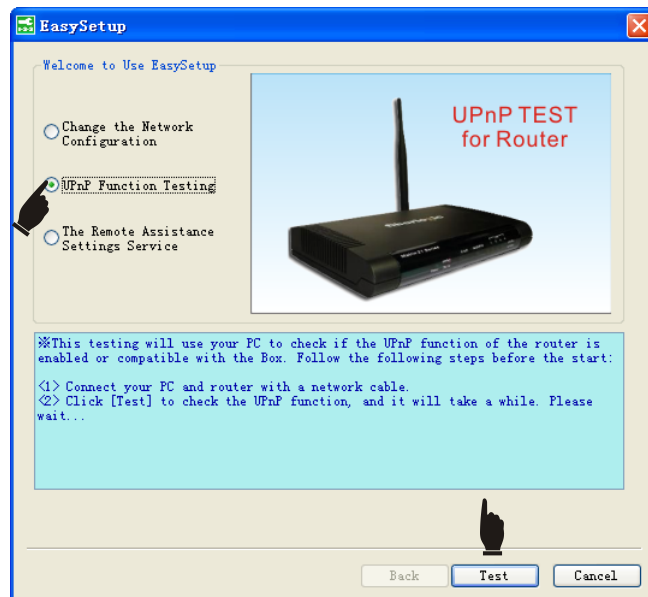 EasySetup
Welcome to Use EasySetup
Change the Network
Configuration
UPnP Function Testing
The Remote Assistance
Settings Service
UPnP TEST
for Router
※This testing will use your PC to check if the UPnP function of the router is
enabled or compatible with the Box. Follow the following steps before the start:
<1> Connect your PC and router with a network cable.
<2> Click [Test] to check the UPnP function, and it will take a while. Please
wait...
Back
Test
Cancel